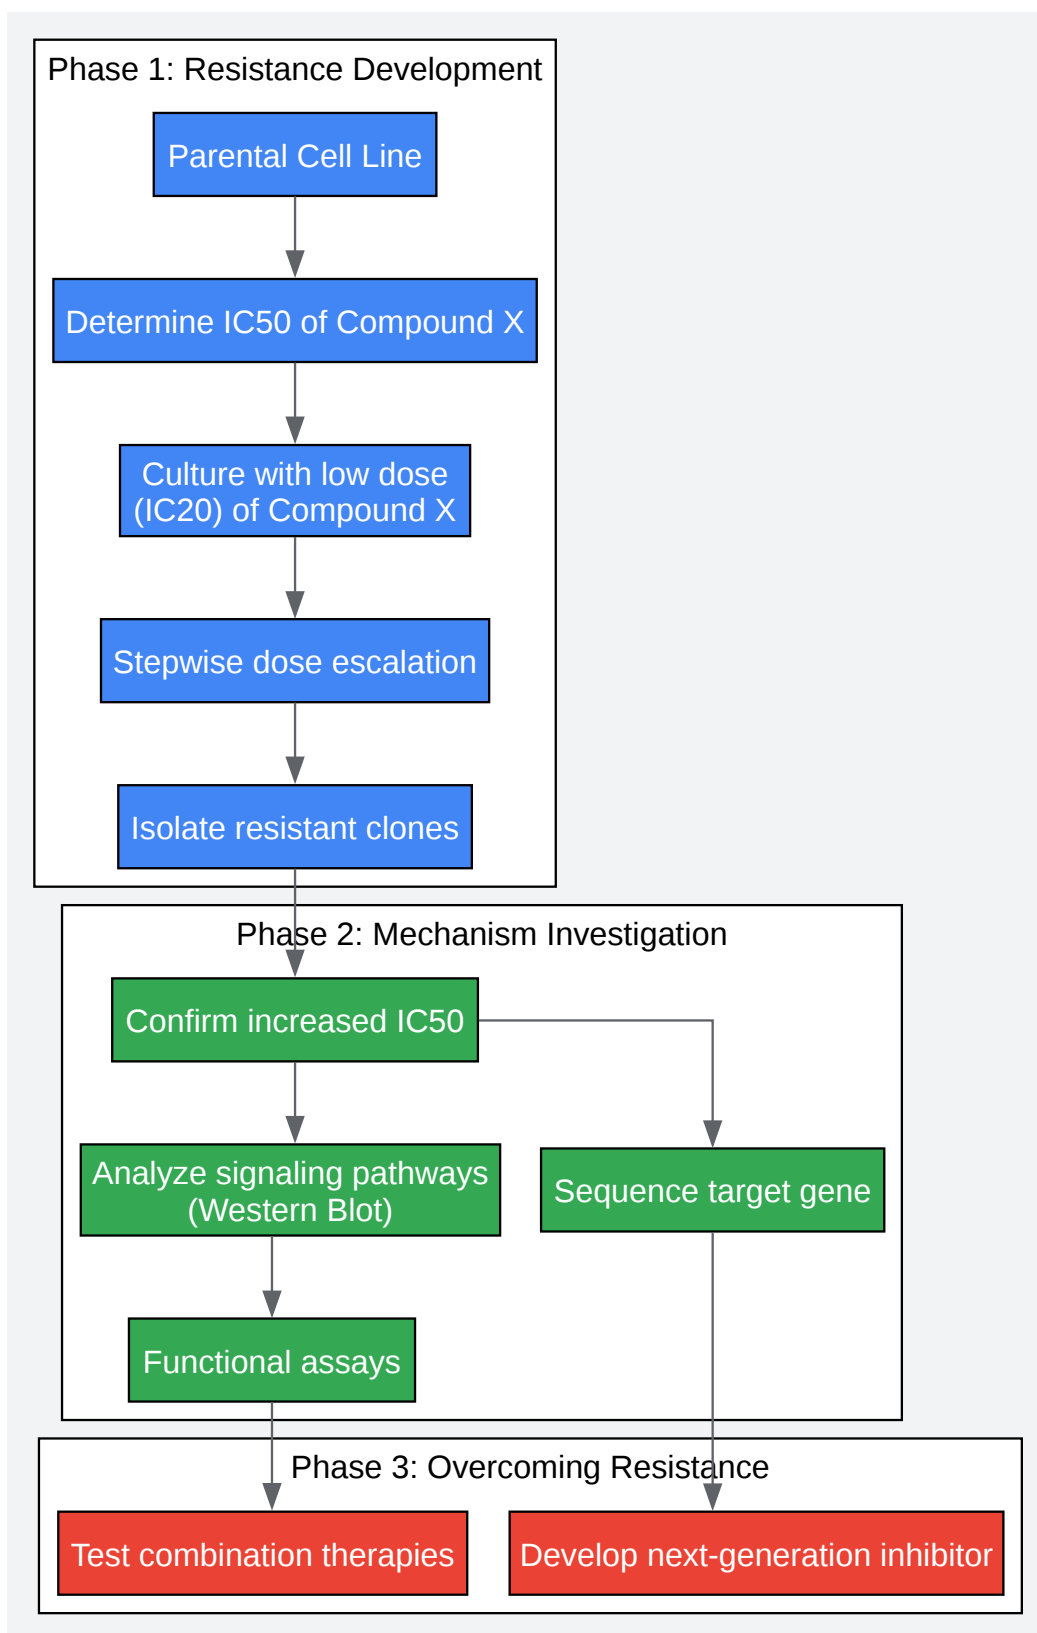 Phase 1: Resistance Development
Parental Cell Line
Determine IC50 of Compound X
Culture with low dose
(IC20) of Compound X
Stepwise dose escalation
Isolate resistant clones
Phase 2: Mechanism Investigation
Confirm increased IC50
Analyze signaling pathways
(Western Blot)
Sequence target gene
Functional assays
Phase 3: Overcoming Resistance
Test combination therapies
Develop next-generation inhibitor